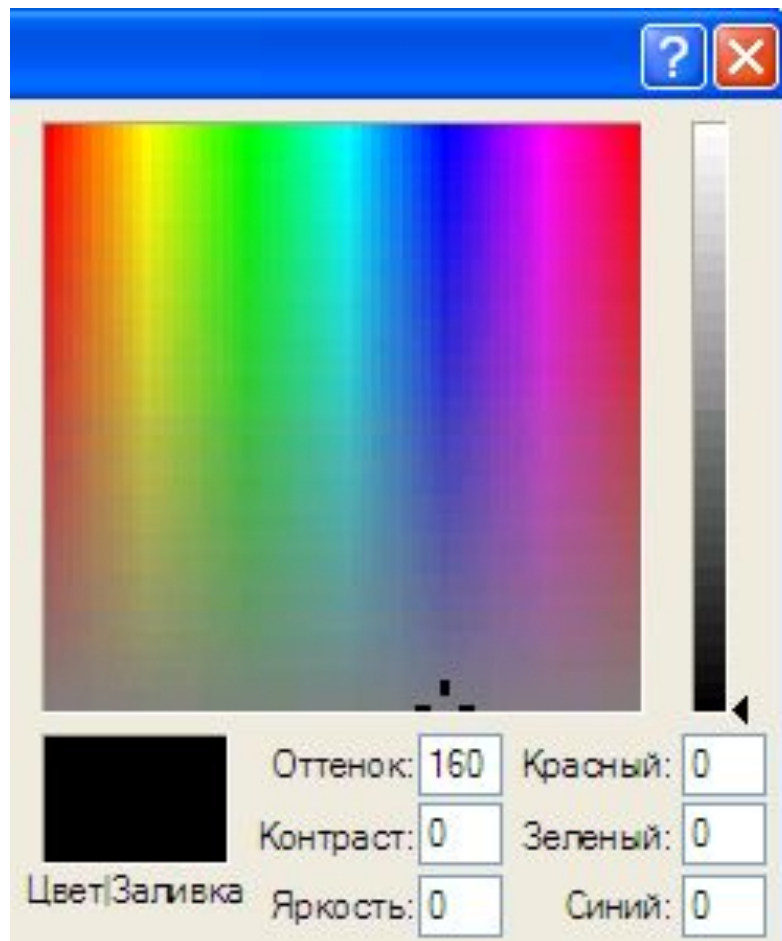 ?
Оттенок: 160 Красный: 0
Контраст: 0 Зеленый: 0
Цвет|Заливка Яркость: 0 Синий: 0